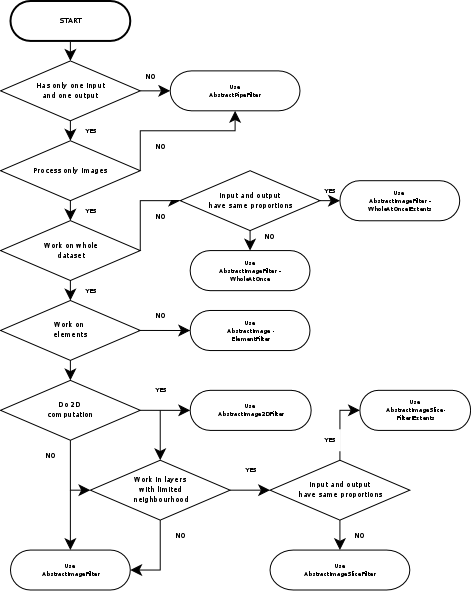 START
Has only one input
and one output
NO
Use
AbstractPipeFilter
YES
NO
Process only images
YES
NO
Input and output
have same proportions
YES
Use
AbstractImageFilter -
WholeAtOnceExtents
Work on whole
dataset
NO
Use
AbstractImageFilter -
WholeAtOnce
YES
Work on
elements
NO
Use
AbstractImage -
ElementFilter
Do 2D
computation
YES
Use
AbstractImage2DFilter
Use
AbstractImageSlice-
FilterExtents
NO
YES
Work in layers
with limited
neighbourhood
YES
Input and output
have same proportions
NO
NO
Use
AbstractImageFilter
Use
AbstractImageSliceFilter